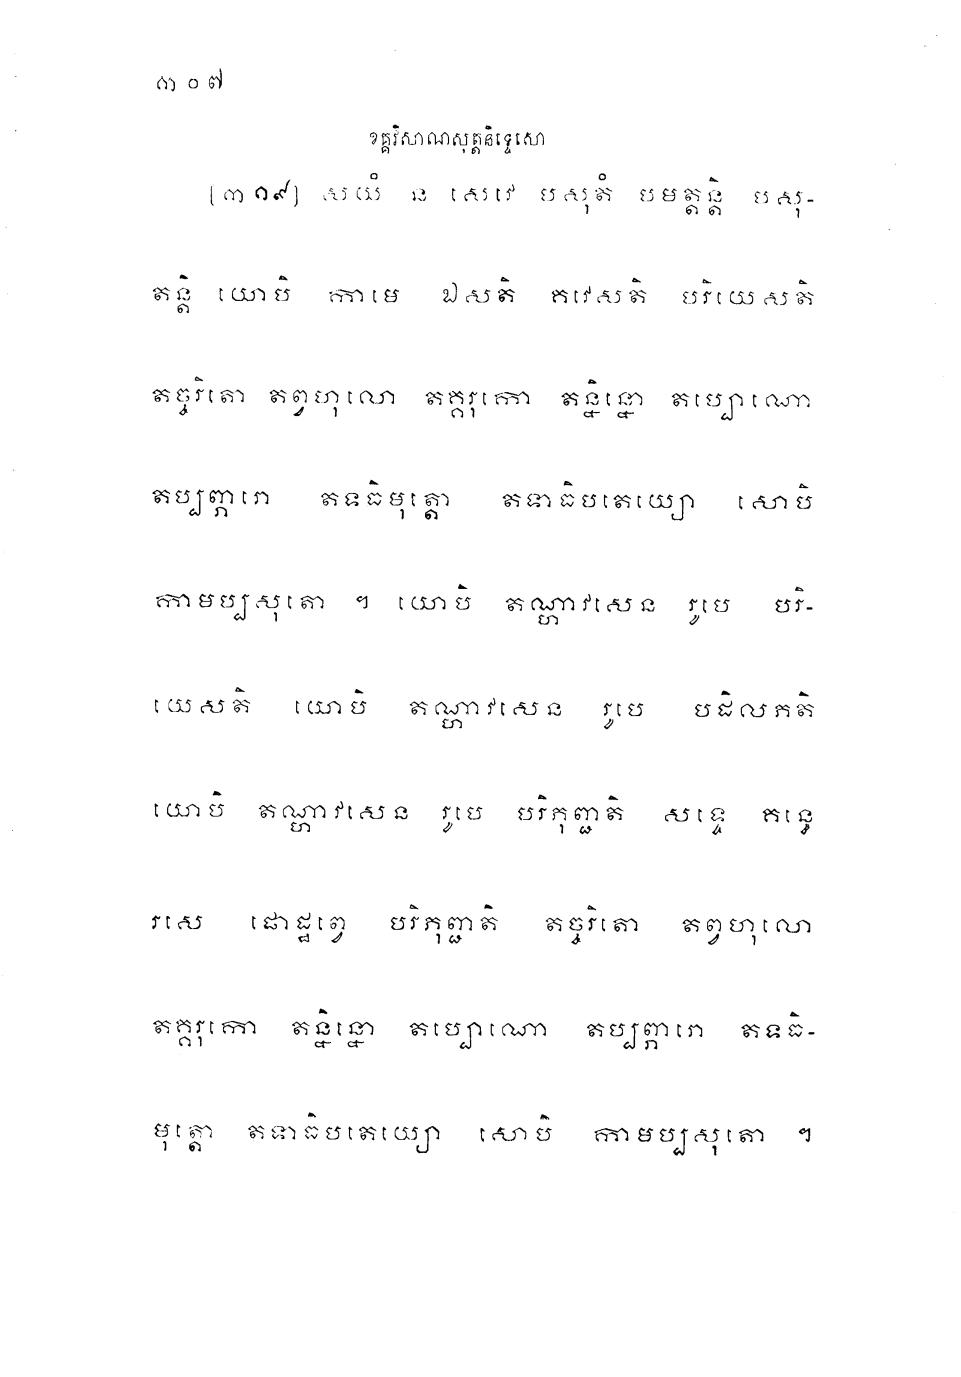 ៣០៧
ខគ្គវិសាណសុត្តនិទ្ទេសោ
[៣១៩] សយំ ន សេវេ បសុតំ បមត្តន្តិ បសុ-
តន្តិ យោបិ កាមេ ឯសតិ គវេសតិ បរិយេសតិ
តច្ចរិតោ តព្វហុលោ តគ្គរុកោ តន្និន្នោ តប្បោណោ
តប្បញ្ភារោ តទធិមុត្តោ តទាធិបតេយ្យោ សោបិ
កាមប្បសុតោ ។ យោបិ តណ្ហាវសេន រូបេ បរិ-
យេសតិ យោបិ តណ្ហាវសេន រូបេ បដិលភតិ
យោបិ តណ្ហាវសេន រូបេ បរិភុញ្ជតិ សទ្ទេ គន្ធេ
រសេ ផោដ្ឋព្វេ បរិភុញ្ជតិ តច្ចរិតោ តព្វហុលោ
តគ្គរុកោ តន្និន្នោ តប្បោណោ តប្បព្ភារោ តទធិ-
មុត្តោ តទាធិបតេយ្យោ សោបិ កាមប្បសុតោ ។